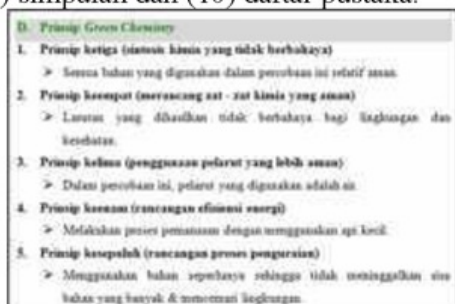 ) simpulan dan (10) daftar pustaka.
D. Prinsip Green Chemistry
1. Prinsip ketiga (sintesis kimia yang tidak berbahaya)
➢ Semua bahan yang digunakan dalam percobaan ini relatif aman.
2. Prinsip keempat (merancang zat - zat kimia yang aman)
➢ Larutan yang dihasilkan tidak berbahaya bagi lingkungan dan
kesehatan.
3. Prinsip kelima (penggunaan pelarut yang lebih aman)
➢ Dalam percobaan ini, pelarut yang digunakan adalah air.
4. Prinsip keenam (rancangan efisiensi energi)
➢ Melakukan proses pemanasan dengan menggunakan api kecil.
5. Prinsip kesepuluh (rancangan proses penguraian)
➢ Menggunakan bahan seperlunya sehingga tidak meninggalkan sisa
bahan yang banyak & mencemari lingkungan.